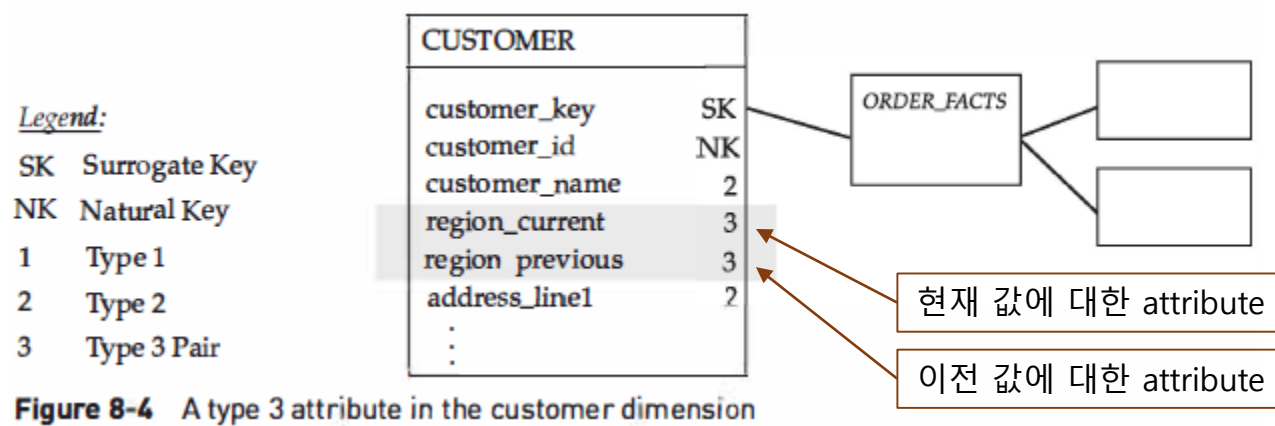 CUSTOMER
customer_key SK
customer_id NK
customer_name 2
region_current 3
region previous 3
address_line1 2
ORDER_FACTS
Legend:
SK Surrogate Key
NK Natural Key
1 Type 1
2 Type 2
3 Type 3 Pair
현재 값에 대한 attribute
이전 값에 대한 attribute
Figure 8-4 A type 3 attribute in the customer dimension